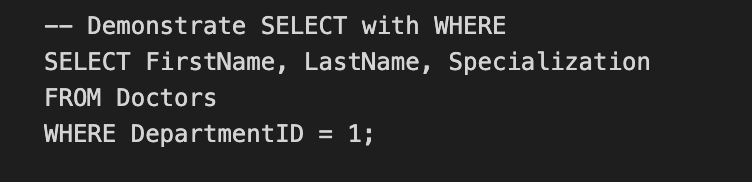 -- Demonstrate SELECT with WHERE
SELECT FirstName, LastName, Specialization
FROM Doctors
WHERE DepartmentID = 1;